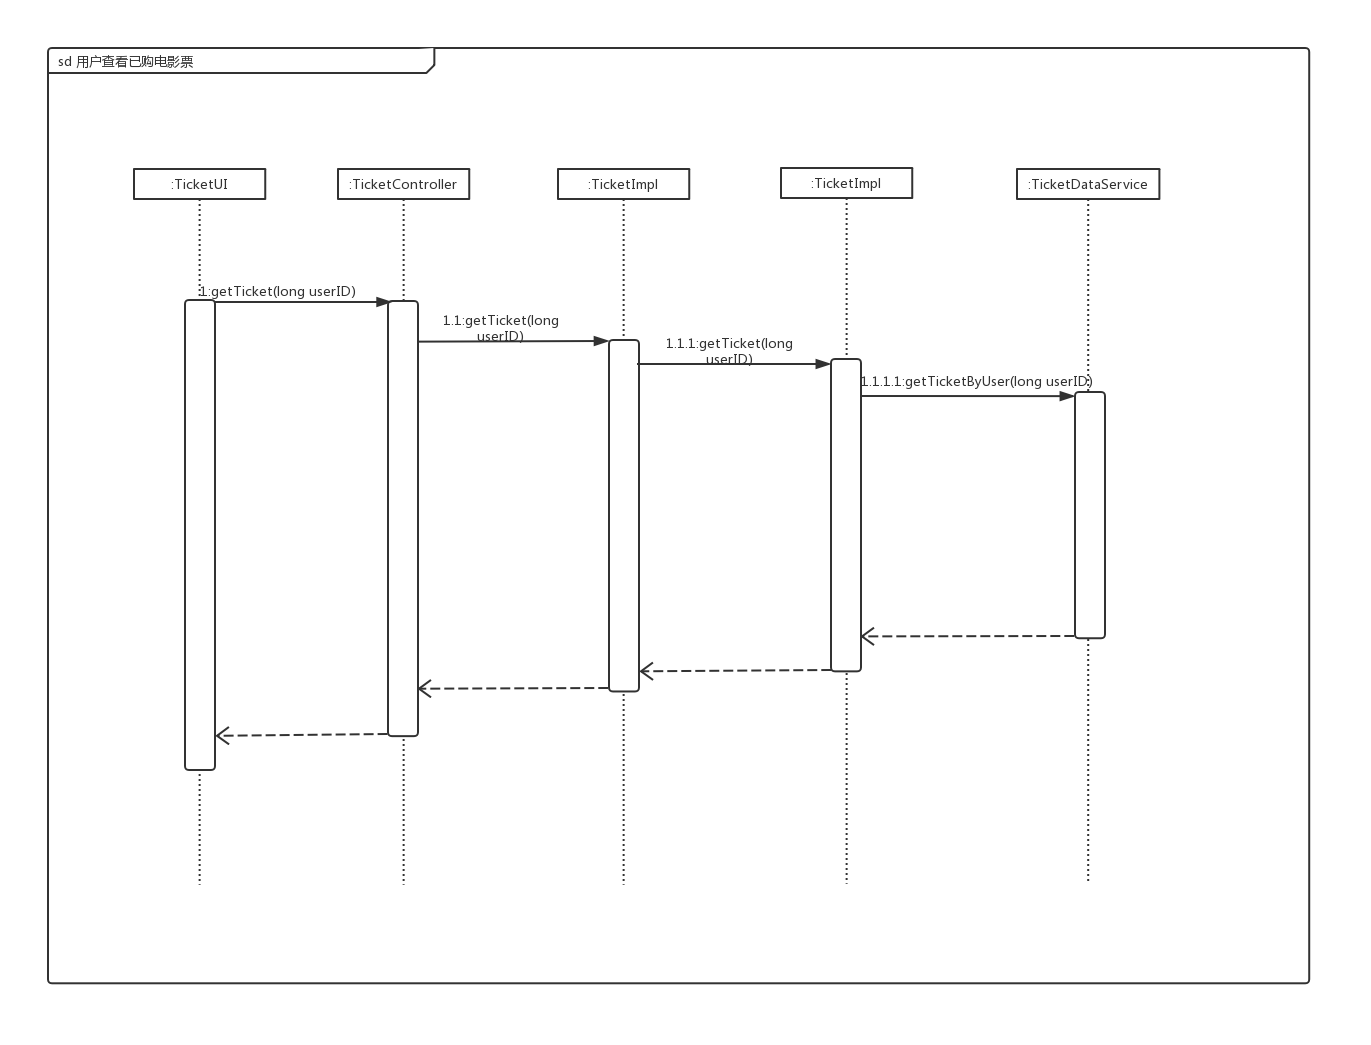 sd 用户查看已购电影票
:TicketUI
:TicketController
:TicketImpl
:TicketImpl
:TicketDataService
1:getTicket(long userID)
1.1:getTicket(long
userID)
1.1.1:getTicket(long
userID)
1.1.1.1:getTicketByUser(long userID)